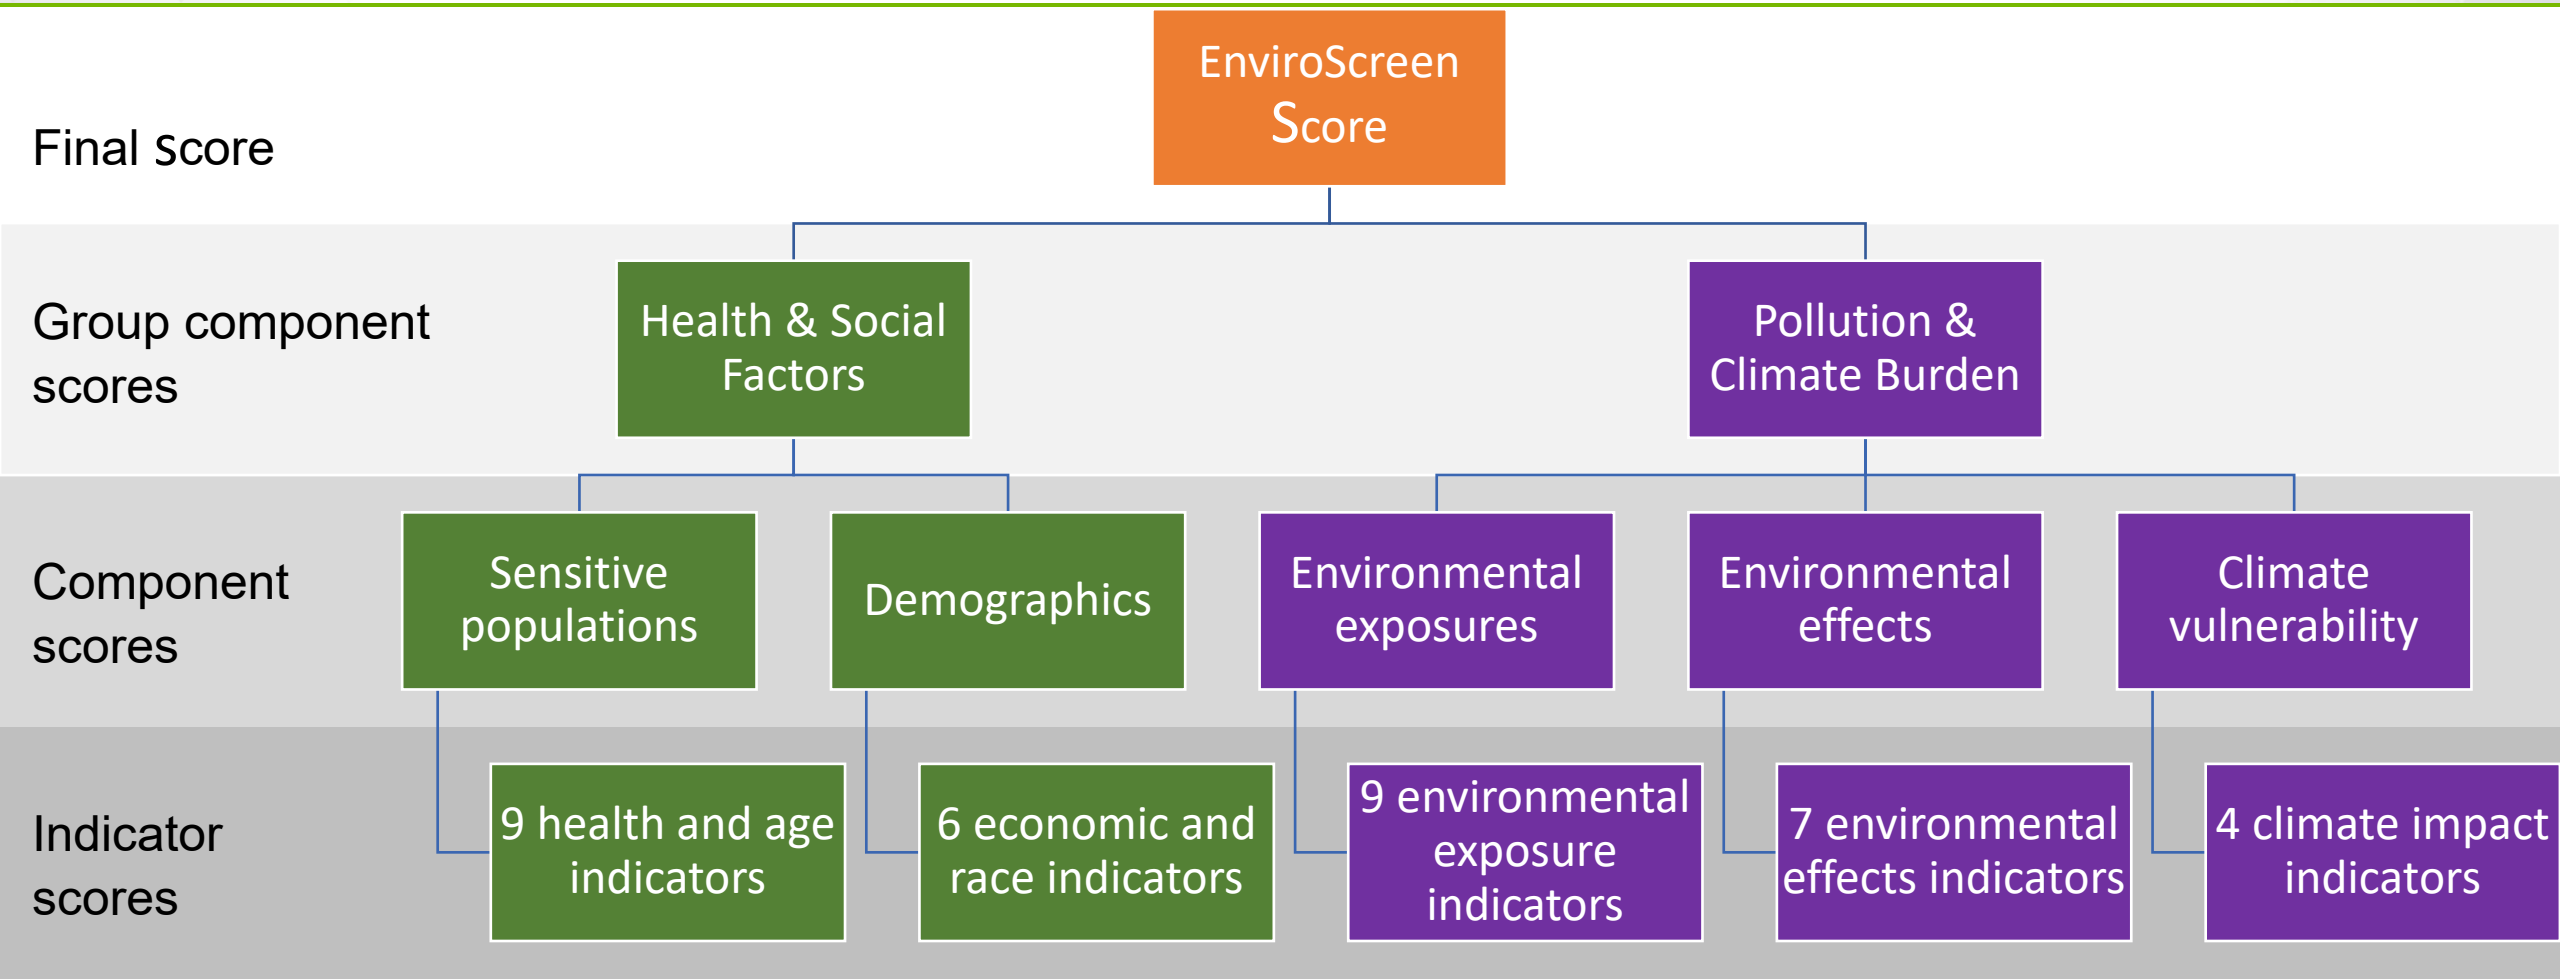 EnviroScreen
Score
Final score
Group component
scores
Health & Social
Factors
Pollution &
Climate Burden
Component
scores
Sensitive
populations
Demographics
Environmental
exposures
Environmental
effects
Climate
vulnerability
Indicator
scores
9 health and age
indicators
6 economic and
race indicators
9 environmental
exposure
indicators
7 environmental
effects indicators
4 climate impact
indicators